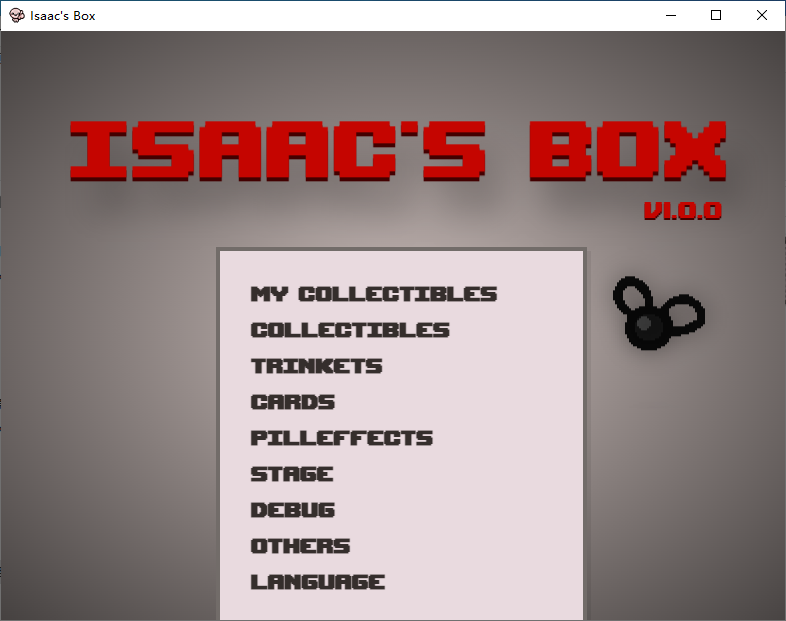 Isaac's Box
ISAAC'S BOX
V1.0.0
MY COLLECTIBLES
COLLECTIBLES
TRINKETS
CARDS
PILLEFFECTS
STAGE
DEBUG
OTHERS
LANGUAGE